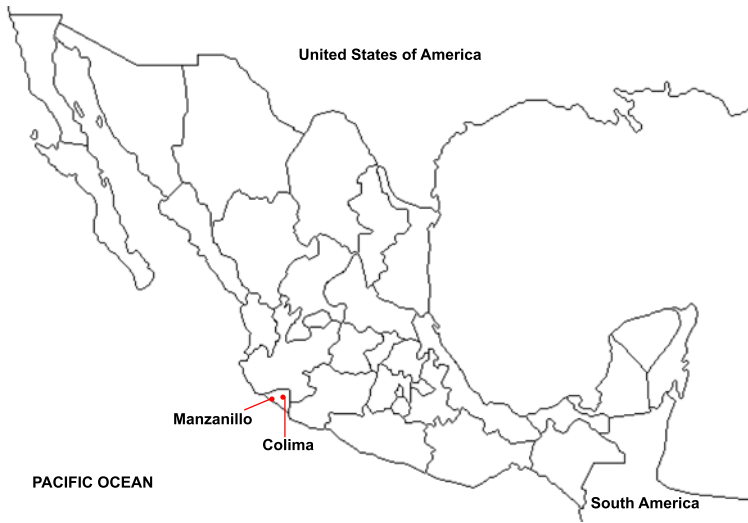 United States of America
Manzanillo
Colima
PACIFIC OCEAN
South America